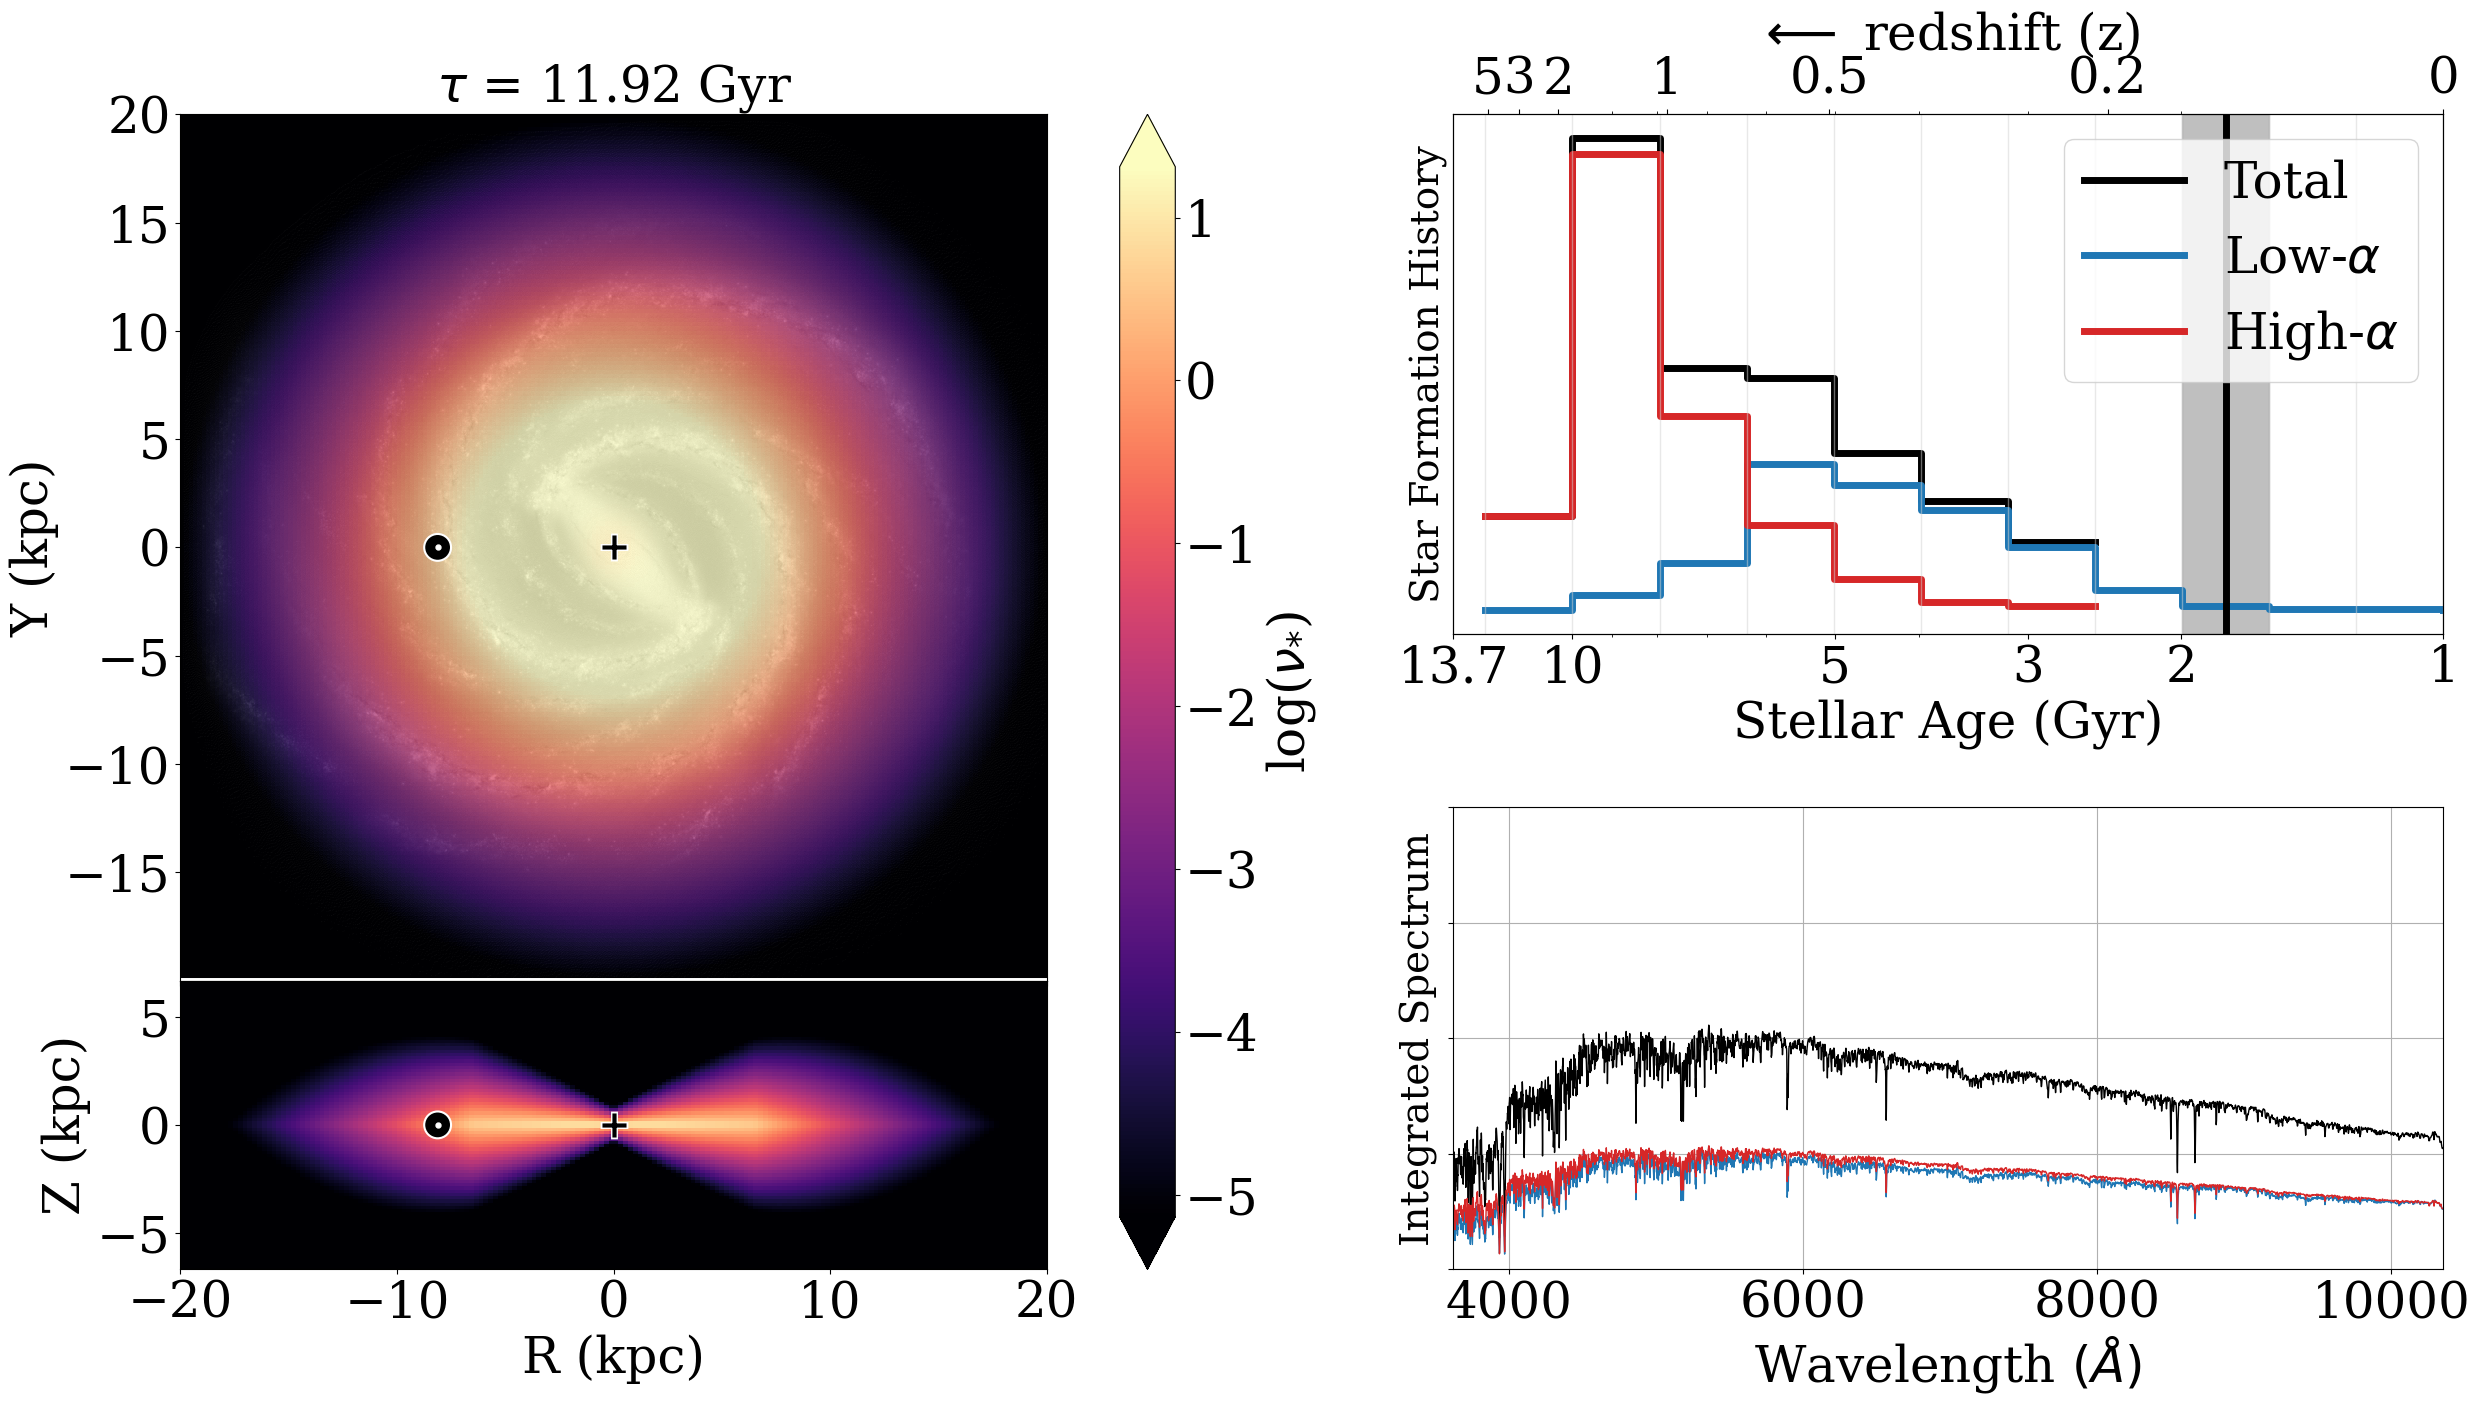 τ = 11.92 Gyr
20
15
10
5
0
−5
−10
−15
Y (kpc)
5
0
−5
Z (kpc)
−20 −10 0 10 20
R (kpc)
1
0
−1
−2
−3
−4
−5
log(ν*)
⟵ redshift (z)
5 3 2 1 0.5 0.2 0
Star Formation History
Total
Low-α
High-α
13.7 10 5 3 2 1
Stellar Age (Gyr)
Integrated Spectrum
4000 6000 8000 10000
Wavelength (Å)